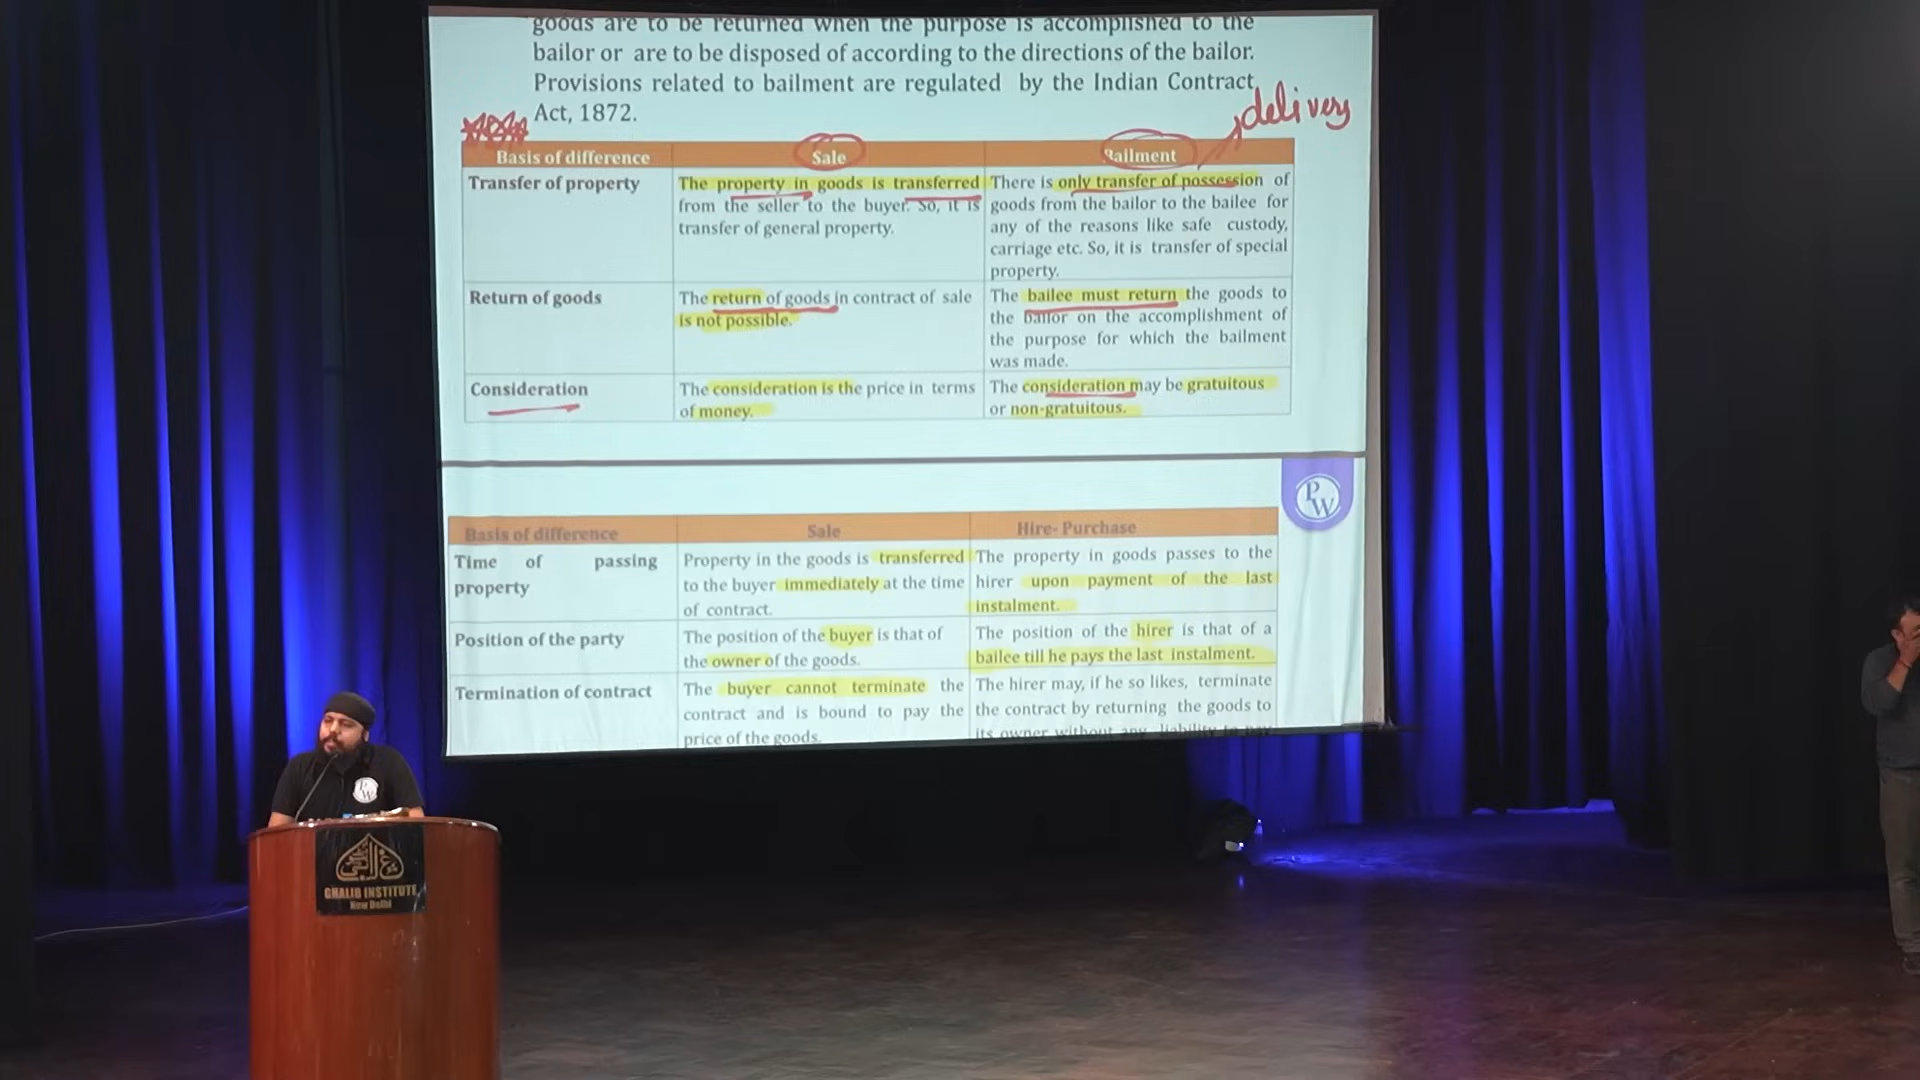 goods are to be returned when the purpose is accomplished to the
bailor or are to be disposed of according to the directions of the bailor.
Provisions related to bailment are regulated by the Indian Contract
Act, 1872.
delivery
Basis of difference
Sale
Bailment
Transfer of property
The property in goods is transferred
from the seller to the buyer. So, it is
transfer of general property.
There is only transfer of possession of
goods from the bailor to the bailee for
any of the reasons like safe custody,
carriage etc. So, it is transfer of special
property.
Return of goods
The return of goods in contract of sale
is not possible.
The bailee must return the goods to
the bailor on the accomplishment of
the purpose for which the bailment
was made.
Consideration
The consideration is the price in terms
of money.
The consideration may be gratuitous
or non-gratuitous.
PW
Basis of difference
Sale
Hire- Purchase
Time of passing
property
Property in the goods is transferred
to the buyer immediately at the time
of contract.
The property in goods passes to the
hirer upon payment of the last
instalment.
Position of the party
The position of the buyer is that of
the owner of the goods.
The position of the hirer is that of a
bailee till he pays the last instalment.
Termination of contract
The buyer cannot terminate the
contract and is bound to pay the
price of the goods.
The hirer may, if he so likes, terminate
the contract by returning the goods to
its owner without any liability to pay
PW
GHALIB INSTITUTE
New Delhi